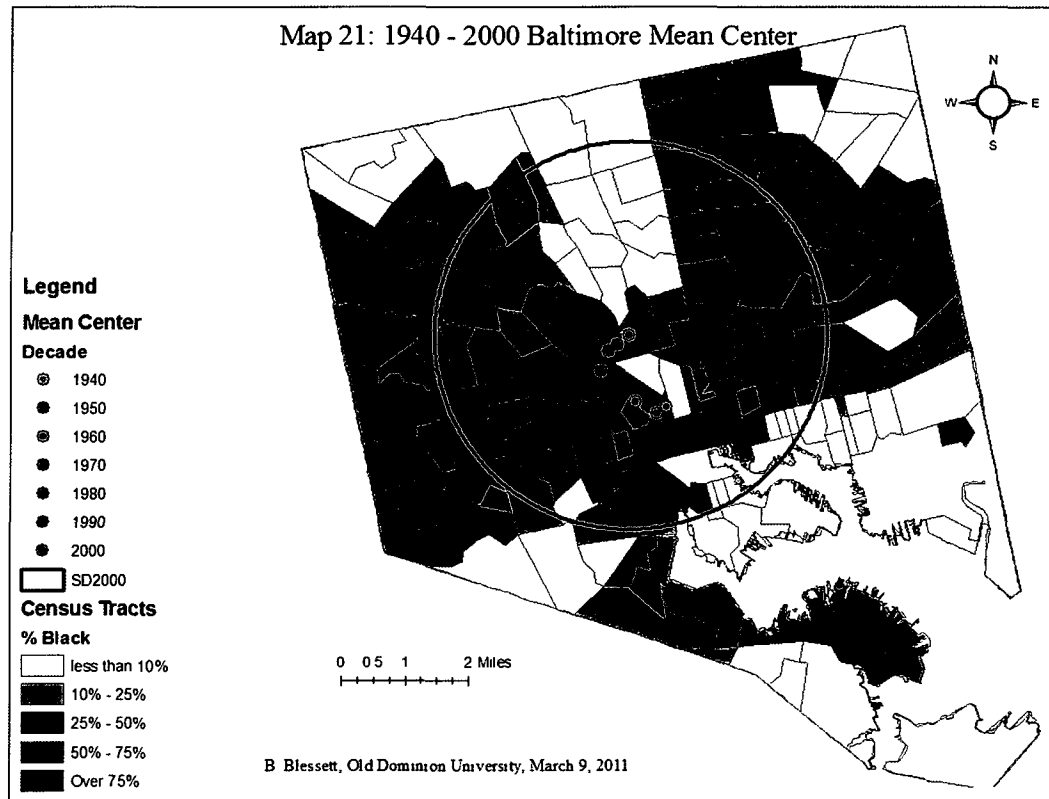 Map 21: 1940 - 2000 Baltimore Mean Center
N
W E
S
Legend
Mean Center
Decade
1940
1950
1960
1970
1980
1990
2000
SD2000
Census Tracts
% Black
less than 10%
10% - 25%
25% - 50%
50% - 75%
Over 75%
0 0 5 1 2 Miles
B Blessett, Old Dominion University, March 9, 2011